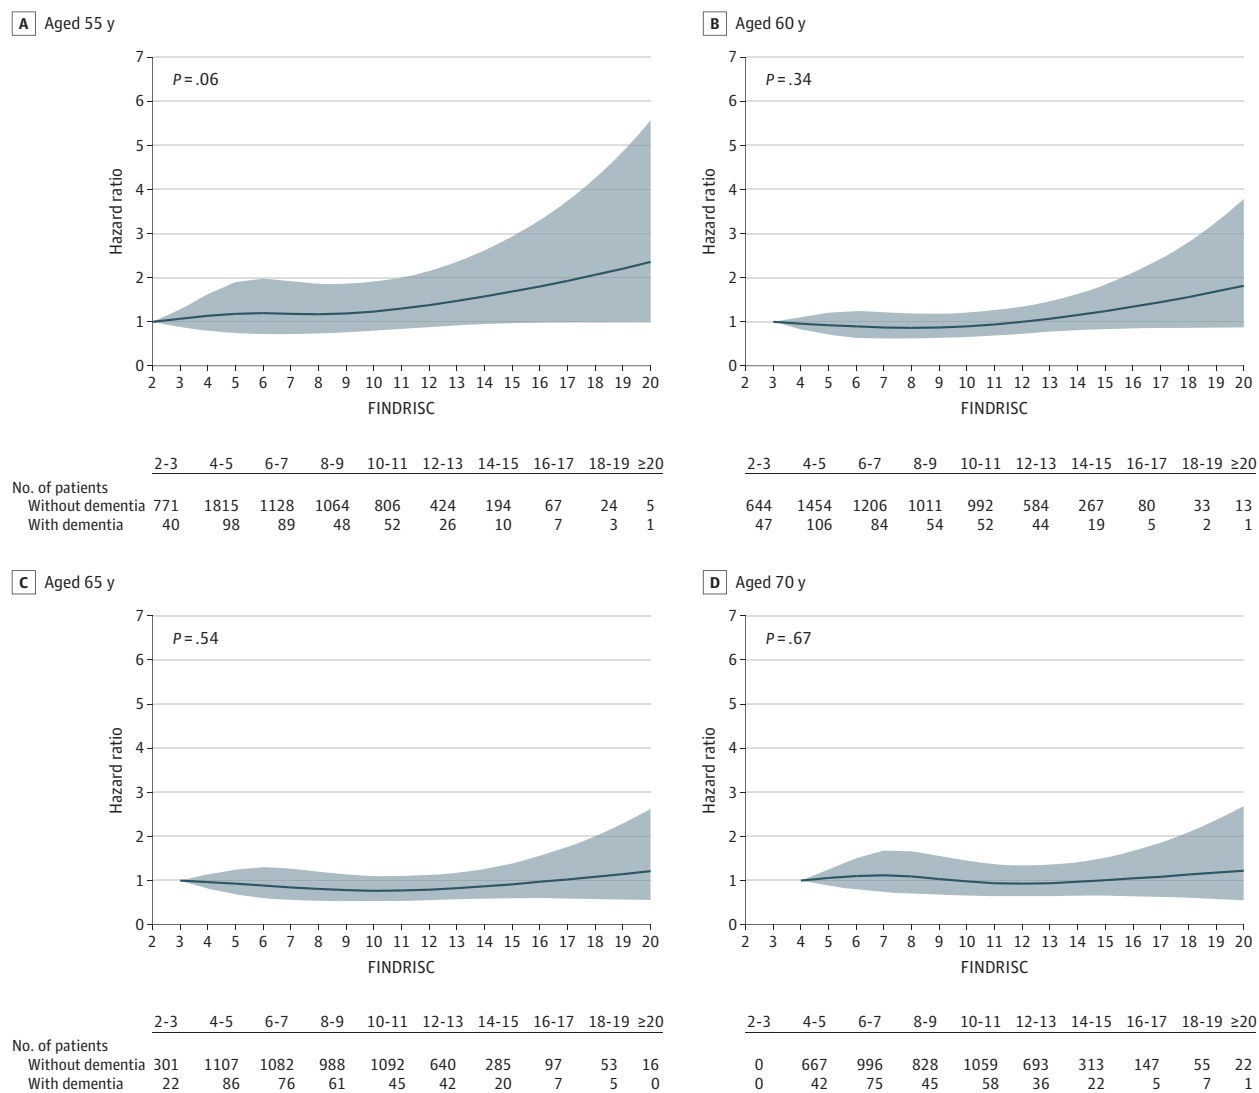 A Aged 55 y
P = .06
Hazard ratio
7
6
5
4
3
2
1
0
2 3 4 5 6 7 8 9 10 11 12 13 14 15 16 17 18 19 20
FINDRISC
2-3 4-5 6-7 8-9 10-11 12-13 14-15 16-17 18-19 ≥20
No. of patients
Without dementia 771 1815 1128 1064 806 424 194 67 24 5
With dementia 40 98 89 48 52 26 10 7 3 1
B Aged 60 y
P = .34
Hazard ratio
7
6
5
4
3
2
1
0
2 3 4 5 6 7 8 9 10 11 12 13 14 15 16 17 18 19 20
FINDRISC
2-3 4-5 6-7 8-9 10-11 12-13 14-15 16-17 18-19 ≥20
644 1454 1206 1011 992 584 267 80 33 13
47 106 84 54 52 44 19 5 2 1
C Aged 65 y
P = .54
Hazard ratio
7
6
5
4
3
2
1
0
2 3 4 5 6 7 8 9 10 11 12 13 14 15 16 17 18 19 20
FINDRISC
2-3 4-5 6-7 8-9 10-11 12-13 14-15 16-17 18-19 ≥20
No. of patients
Without dementia 301 1107 1082 988 1092 640 285 97 53 16
With dementia 22 86 76 61 45 42 20 7 5 0
D Aged 70 y
P = .67
Hazard ratio
7
6
5
4
3
2
1
0
2 3 4 5 6 7 8 9 10 11 12 13 14 15 16 17 18 19 20
FINDRISC
2-3 4-5 6-7 8-9 10-11 12-13 14-15 16-17 18-19 ≥20
0 667 996 828 1059 693 313 147 55 22
0 42 75 45 58 36 22 5 7 1